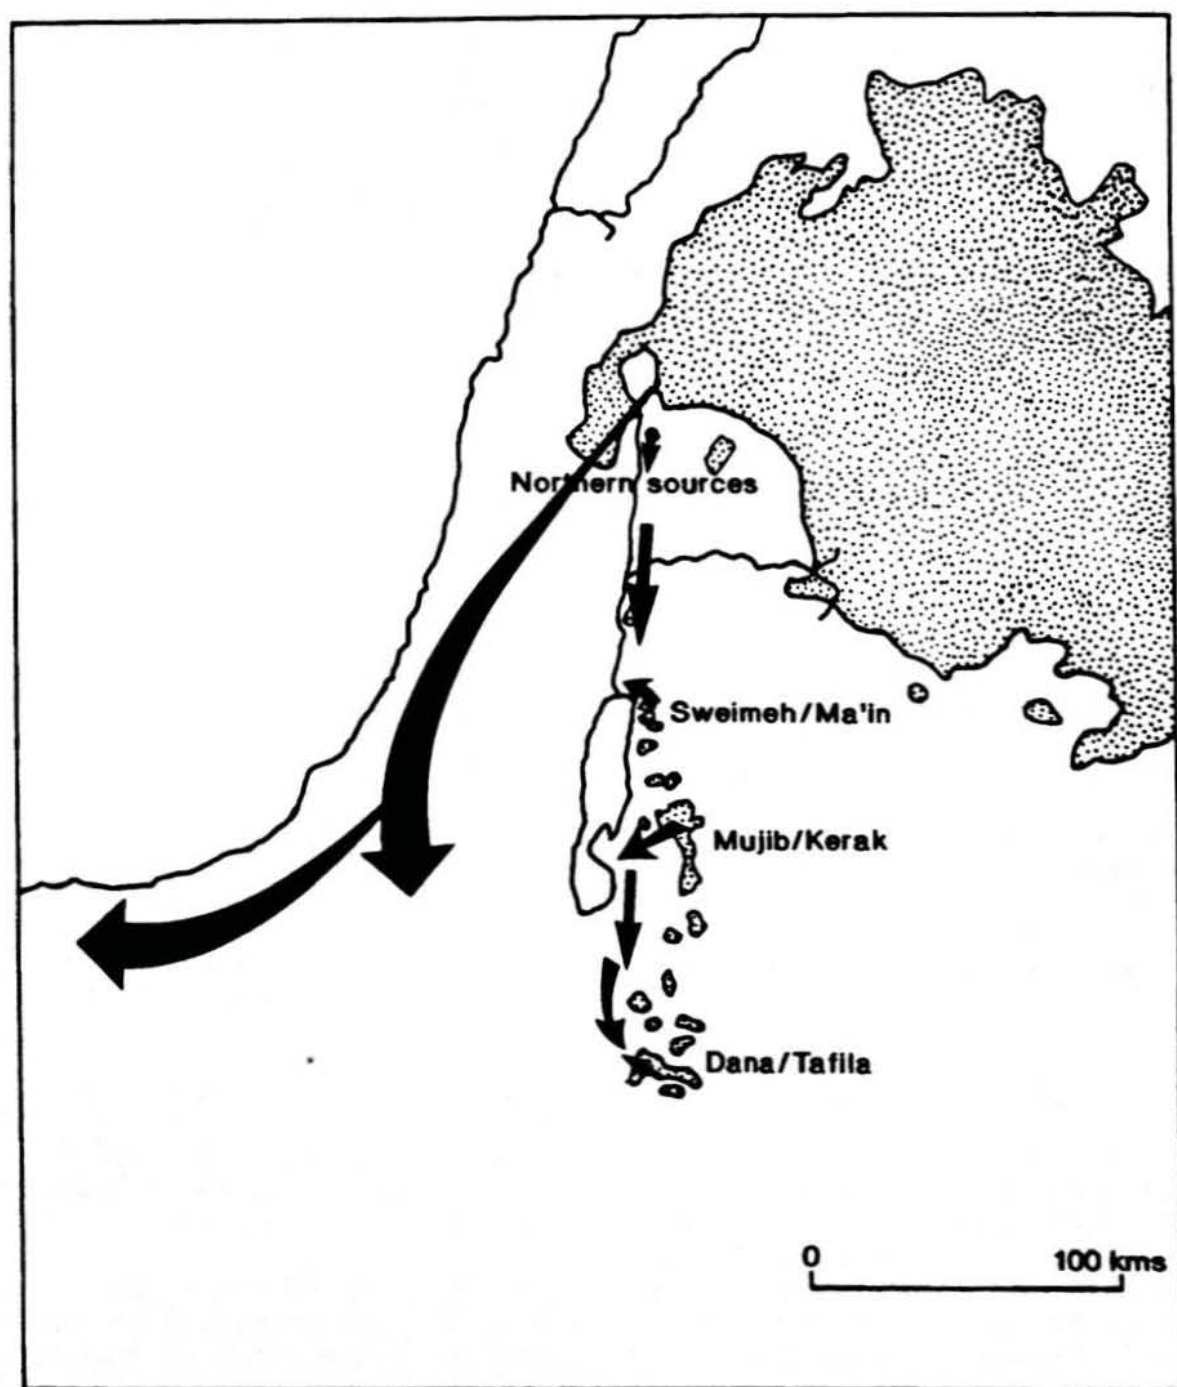 Northern sources
Sweimeh/Ma'in
Mujib/Kerak
Dana/Tafila
0 100 kms